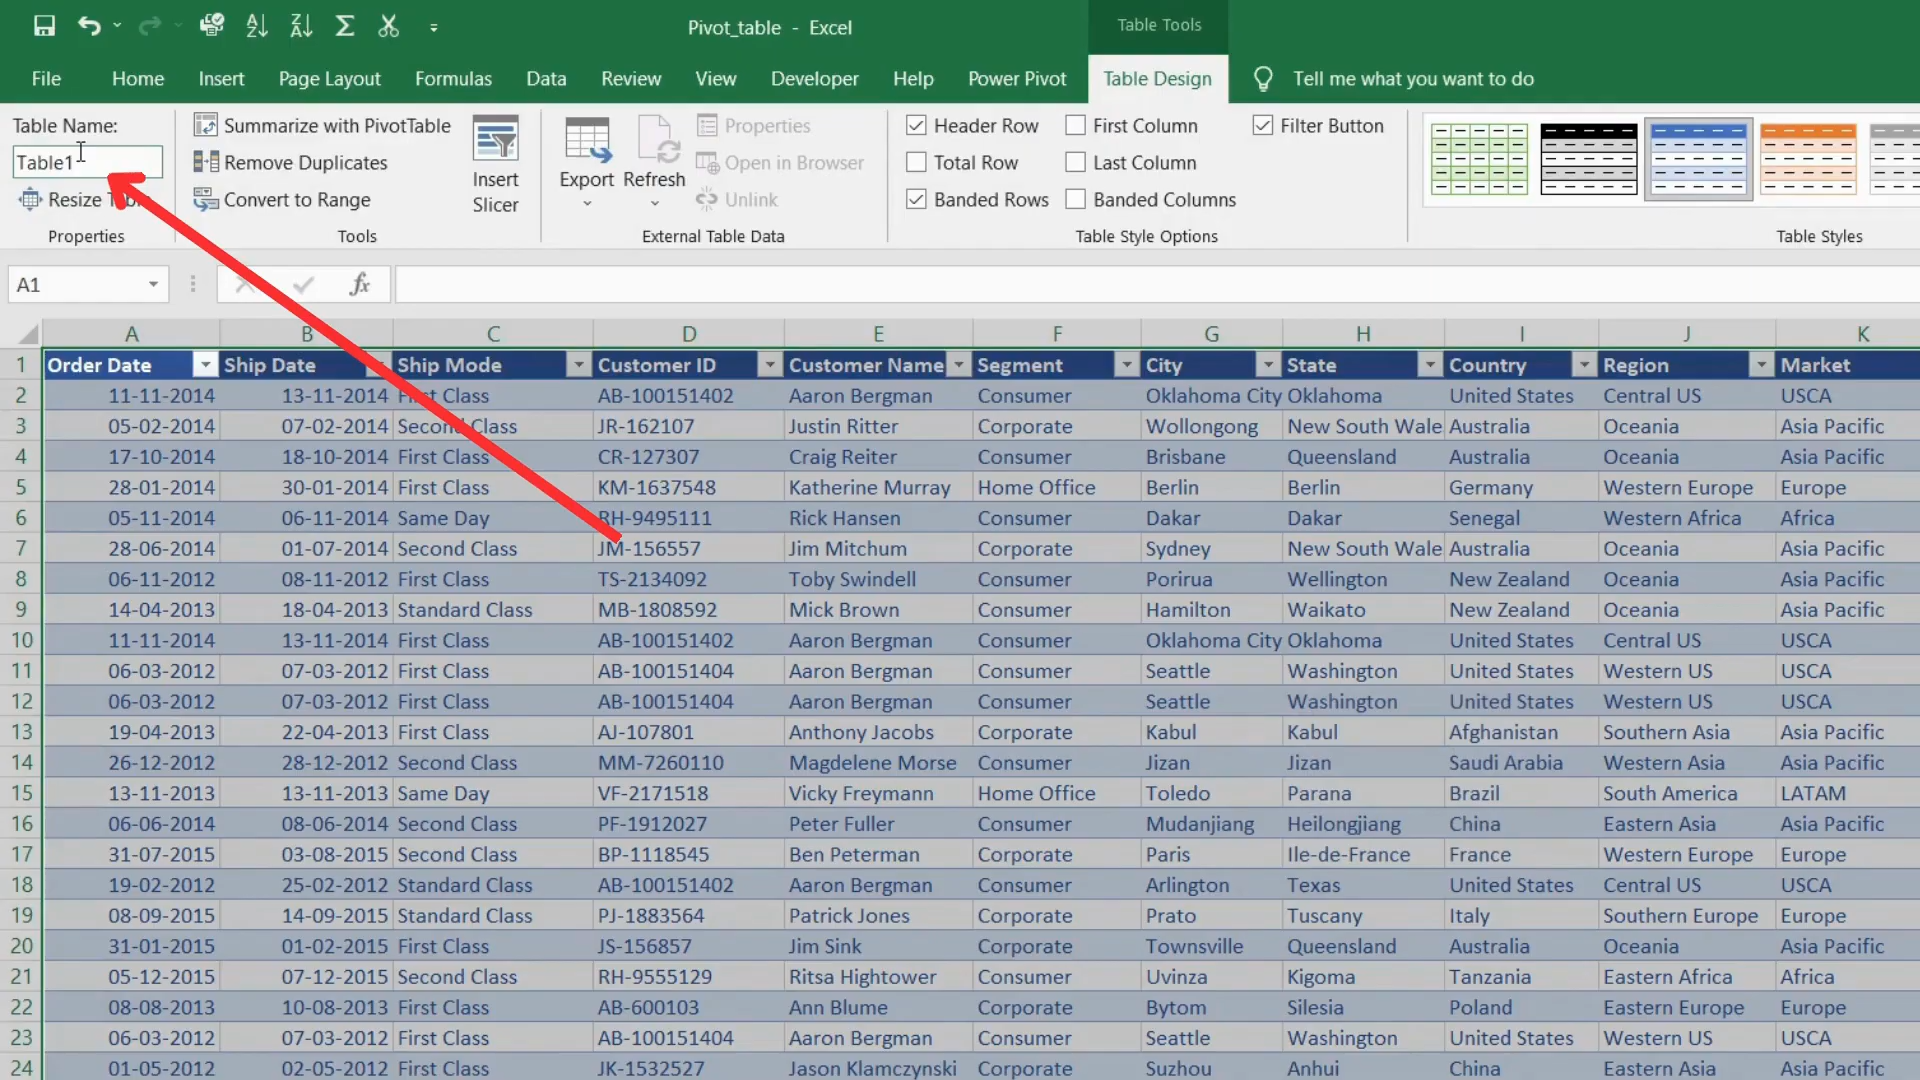 Pivot_table - Excel
Table Tools
File Home Insert Page Layout Formulas Data Review View Developer Help Power Pivot Table Design Tell me what you want to do
Table Name:
Table1
Resize
Properties
Summarize with PivotTable
Remove Duplicates
Convert to Range
Insert
Slicer
Tools
Export
Refresh
Properties
Open in Browser
Unlink
External Table Data
Header Row
Total Row
Banded Rows
First Column
Last Column
Banded Columns
Filter Button
Table Style Options
Table Styles
A1 fx
A B C D E F G H I J K
1 Order Date Ship Date Ship Mode Customer ID Customer Name Segment City State Country Region Market
2 11-11-2014 13-11-2014 First Class AB-100151402 Aaron Bergman Consumer Oklahoma City Oklahoma United States Central US USCA
3 05-02-2014 07-02-2014 Second Class JR-162107 Justin Ritter Corporate Wollongong New South Wale Australia Oceania Asia Pacific
4 17-10-2014 18-10-2014 First Class CR-127307 Craig Reiter Consumer Brisbane Queensland Australia Oceania Asia Pacific
5 28-01-2014 30-01-2014 First Class KM-1637548 Katherine Murray Home Office Berlin Berlin Germany Western Europe Europe
6 05-11-2014 06-11-2014 Same Day RH-9495111 Rick Hansen Consumer Dakar Dakar Senegal Western Africa Africa
7 28-06-2014 01-07-2014 Second Class JM-156557 Jim Mitchum Corporate Sydney New South Wale Australia Oceania Asia Pacific
8 06-11-2012 08-11-2012 First Class TS-2134092 Toby Swindell Consumer Porirua Wellington New Zealand Oceania Asia Pacific
9 14-04-2013 18-04-2013 Standard Class MB-1808592 Mick Brown Consumer Hamilton Waikato New Zealand Oceania Asia Pacific
10 11-11-2014 13-11-2014 First Class AB-100151402 Aaron Bergman Consumer Oklahoma City Oklahoma United States Central US USCA
11 06-03-2012 07-03-2012 First Class AB-100151404 Aaron Bergman Consumer Seattle Washington United States Western US USCA
12 06-03-2012 07-03-2012 First Class AB-100151404 Aaron Bergman Consumer Seattle Washington United States Western US USCA
13 19-04-2013 22-04-2013 First Class AJ-107801 Anthony Jacobs Corporate Kabul Kabul Afghanistan Southern Asia Asia Pacific
14 26-12-2012 28-12-2012 Second Class MM-7260110 Magdelene Morse Consumer Jizan Jizan Saudi Arabia Western Asia Asia Pacific
15 13-11-2013 13-11-2013 Same Day VF-2171518 Vicky Freymann Home Office Toledo Parana Brazil South America LATAM
16 06-06-2014 08-06-2014 Second Class PF-1912027 Peter Fuller Consumer Mudanjiang Heilongjiang China Eastern Asia Asia Pacific
17 31-07-2015 03-08-2015 Second Class BP-1118545 Ben Peterman Corporate Paris Ile-de-France France Western Europe Europe
18 19-02-2012 25-02-2012 Standard Class AB-100151402 Aaron Bergman Consumer Arlington Texas United States Central US USCA
19 08-09-2015 14-09-2015 Standard Class PJ-1883564 Patrick Jones Corporate Prato Tuscany Italy Southern Europe Europe
20 31-01-2015 01-02-2015 First Class JS-156857 Jim Sink Corporate Townsville Queensland Australia Oceania Asia Pacific
21 05-12-2015 07-12-2015 Second Class RH-9555129 Ritsa Hightower Consumer Uvinza Kigoma Tanzania Eastern Africa Africa
22 08-08-2013 10-08-2013 First Class AB-600103 Ann Blume Corporate Bytom Silesia Poland Eastern Europe Europe
23 06-03-2012 07-03-2012 First Class AB-100151404 Aaron Bergman Consumer Seattle Washington United States Western US USCA
24 01-05-2012 02-05-2012 First Class JK-1532527 Jason Klamczynski Corporate Suzhou Anhui China Eastern Asia Asia Pacific